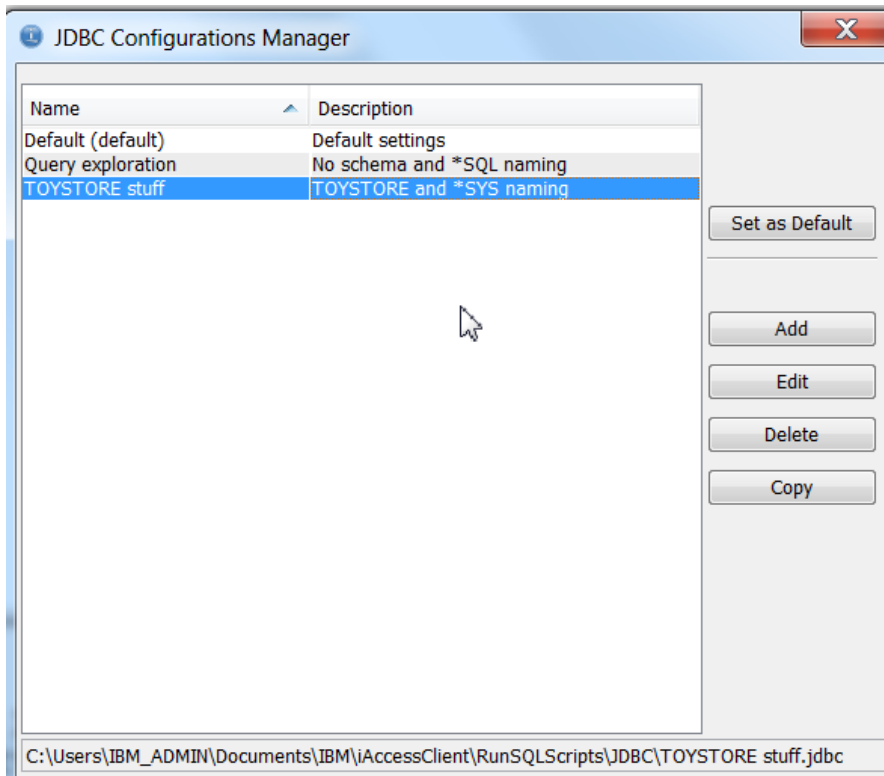 JDBC Configurations Manager
Name Description
Default (default) Default settings
Query exploration No schema and *SQL naming
TOYSTORE stuff TOYSTORE and *SYS naming
Set as Default
Add
Edit
Delete
Copy
C:\Users\IBM_ADMIN\Documents\IBM\iAccessClient\RunSQLScripts\JDBC\TOYSTORE stuff.jdbc